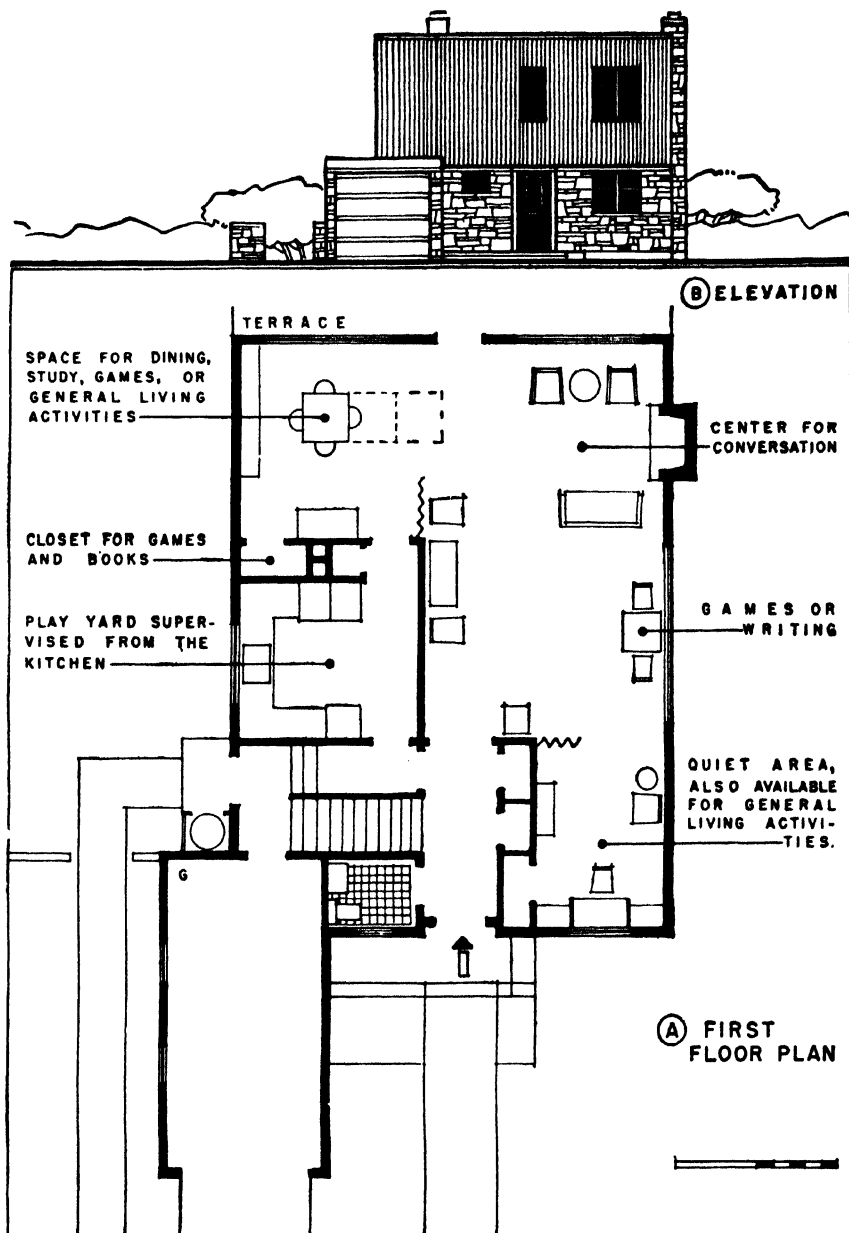 B ELEVATION
TERRACE
SPACE FOR DINING,
STUDY, GAMES, OR
GENERAL LIVING
ACTIVITIES
CENTER FOR
CONVERSATION
CLOSET FOR GAMES
AND BOOKS
PLAY YARD SUPER-
VISED FROM THE
KITCHEN
GAMES OR
WRITING
QUIET AREA,
ALSO AVAILABLE
FOR GENERAL
LIVING ACTIVI-
TIES.
G
A FIRST
FLOOR PLAN